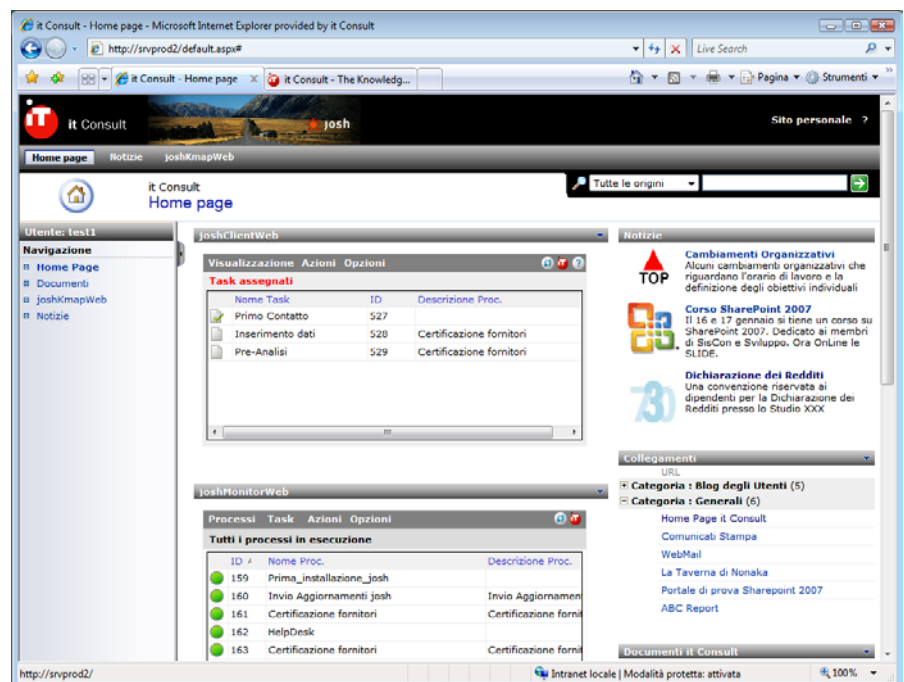 it Consult - Home page - Microsoft Internet Explorer provided by it Consult
http://srvprod2/default.aspx#
Live Search
it Consult - Home page
it Consult - The Knowledg...
Pagina
Strumenti
iT
it Consult
josh
Sito personale ?
Home page
Notizie
joshKmapWeb
it Consult
Home page
Tutte le origini
Utente: test1
Navigazione
Home Page
Documenti
joshKmapWeb
Notizie
joshClientWeb
Visualizzazione Azioni Opzioni
Task assegnati
Nome Task ID Descrizione Proc.
Primo Contatto 527
Inserimento dati 528 Certificazione fornitori
Pre-Analisi 529 Certificazione fornitori
joshMonitorWeb
Processi Task Azioni Opzioni
Tutti i processi in esecuzione
ID Nome Proc. Descrizione Proc.
159 Prima_installazione_josh
160 Invio Aggiornamenti josh Invio Aggiornamen
161 Certificazione fornitori Certificazione fornit
162 HelpDesk
163 Certificazione fornitori Certificazione fornit
Notizie
TOP
Cambiamenti Organizzativi
Alcuni cambiamenti organizzativi che
riguardano l'orario di lavoro e la
definizione degli obiettivi individuali
Corso SharePoint 2007
Il 16 e 17 gennaio si tiene un corso su
SharePoint 2007. Dedicato ai membri
di SisCon e Sviluppo. Ora OnLine le
SLIDE.
730
Dichiarazione dei Redditi
Una convenzione riservata ai
dipendenti per la Dichiarazione dei
Redditi presso lo Studio XXX
Collegamenti
URL
Categoria : Blog degli Utenti (5)
Categoria : Generali (6)
Home Page it Consult
Comunicati Stampa
WebMail
La Taverna di Nonaka
Portale di prova Sharepoint 2007
ABC Report
Documenti it Consult
http://srvprod2/
Intranet locale | Modalità protetta: attivata
100%